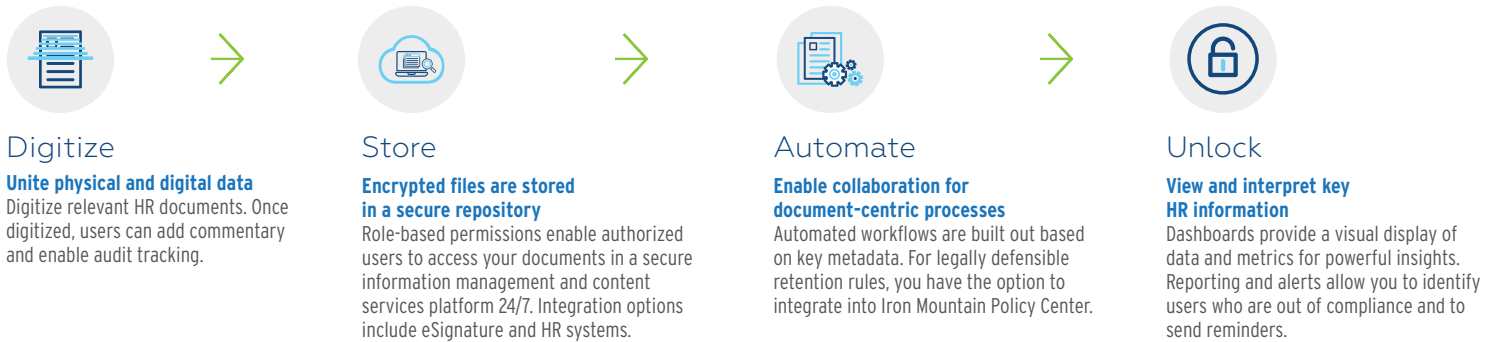 Digitize
Unite physical and digital data
Digitize relevant HR documents. Once
digitized, users can add commentary
and enable audit tracking.
Store
Encrypted files are stored
in a secure repository
Role-based permissions enable authorized
users to access your documents in a secure
information management and content
services platform 24/7. Integration options
include eSignature and HR systems.
Automate
Enable collaboration for
document-centric processes
Automated workflows are built out based
on key metadata. For legally defensible
retention rules, you have the option to
integrate into Iron Mountain Policy Center.
Unlock
View and interpret key
HR information
Dashboards provide a visual display of
data and metrics for powerful insights.
Reporting and alerts allow you to identify
users who are out of compliance and to
send reminders.